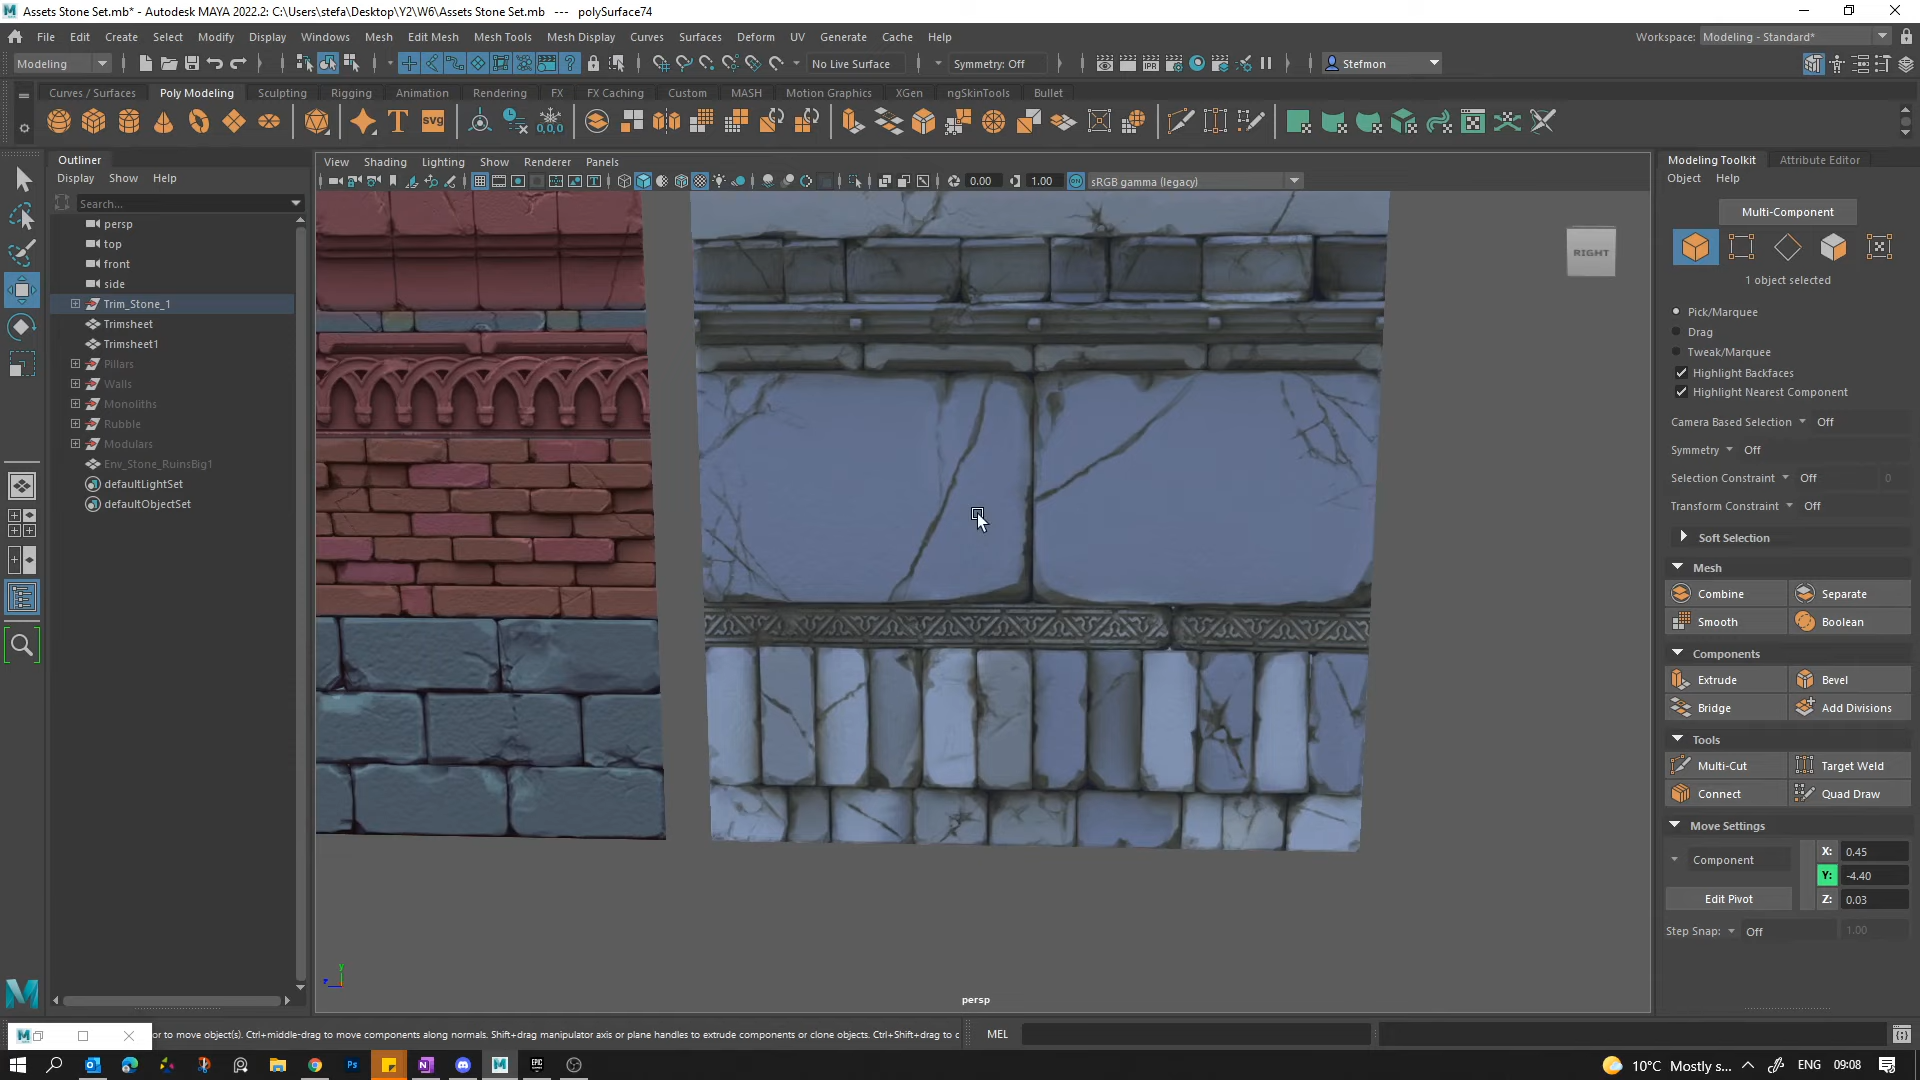 Assets Stone Set.mb* - Autodesk MAYA 2022.2: C:\Users\stefa\Desktop\Y2\W6\Assets Stone Set.mb   ---   polySurface74
File Edit Create Select Modify Display Windows Mesh Edit Mesh Mesh Tools Mesh Display Curves Surfaces Deform UV Generate Cache Help
Workspace: Modeling - Standard*
Modeling
No Live Surface
Symmetry: Off
IPR
Stefmon
Curves / Surfaces Poly Modeling Sculpting Rigging Animation Rendering FX FX Caching Custom MASH Motion Graphics XGen ngSkinTools Bullet
T
svg
0,0,0
Outliner
Display Show Help
Search...
persp
top
front
side
Trim_Stone_1
Trimsheet
Trimsheet1
Pillars
Walls
Monoliths
Rubble
Modulars
Env_Stone_RuinsBig1
defaultLightSet
defaultObjectSet
View Shading Lighting Show Renderer Panels
0.00
1.00
sRGB gamma (legacy)
RIGHT
y
persp
Modeling Toolkit
Attribute Editor
Object Help
Multi-Component
1 object selected
Pick/Marquee
Drag
Tweak/Marquee
Highlight Backfaces
Highlight Nearest Component
Camera Based Selection Off
Symmetry Off
Selection Constraint Off 0
Transform Constraint Off
Soft Selection
Mesh
Combine Separate
Smooth Boolean
Components
Extrude Bevel
Bridge Add Divisions
Tools
Multi-Cut Target Weld
Connect Quad Draw
Move Settings
Component
X: 0.45
Y: -4.40
Edit Pivot
Z: 0.03
Step Snap: Off 1.00
or to move object(s). Ctrl+middle-drag to move components along normals. Shift+drag manipulator axis or plane handles to extrude components or clone objects. Ctrl+Shift+drag to c
MEL
Ps
EPIC
10°C Mostly s...
ENG
09:08